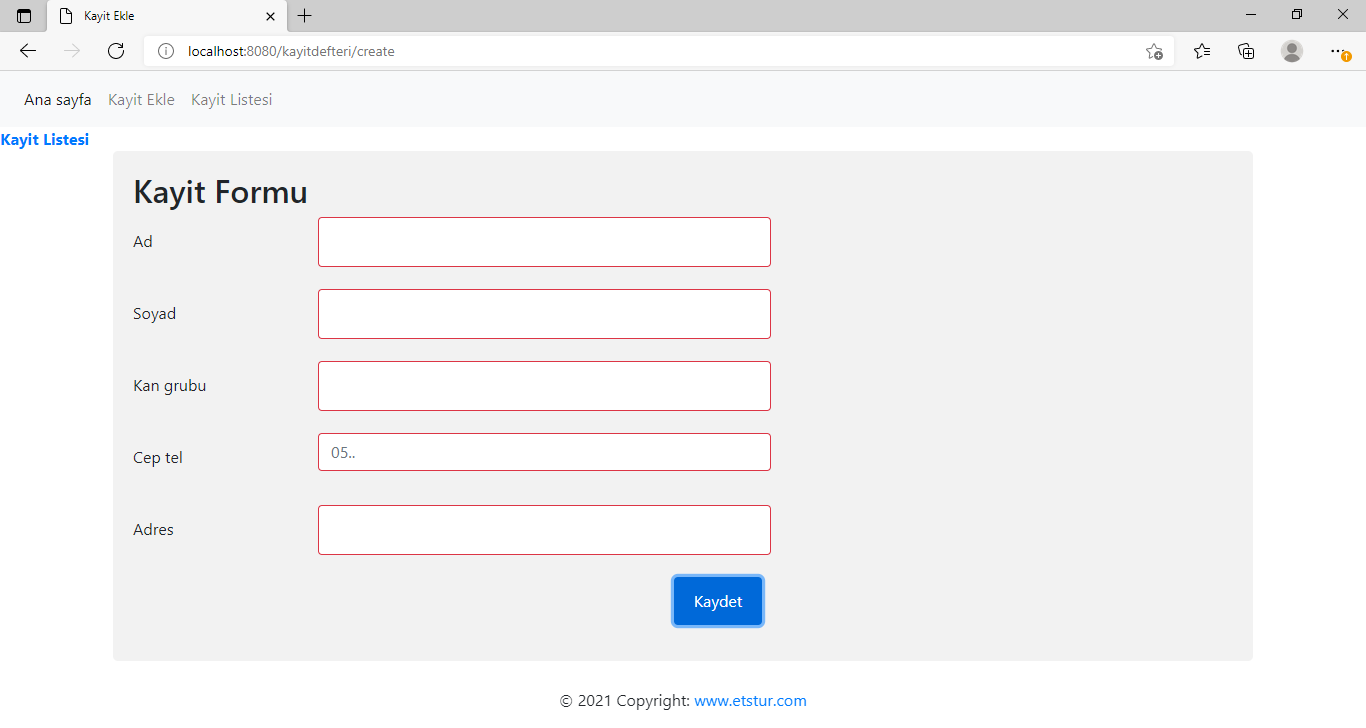 Kayit Ekle
localhost:8080/kayitdefteri/create
Ana sayfa Kayit Ekle Kayit Listesi
Kayit Listesi
Kayit Formu
Ad
Soyad
Kan grubu
Cep tel 05..
Adres
Kaydet
© 2021 Copyright: www.etstur.com